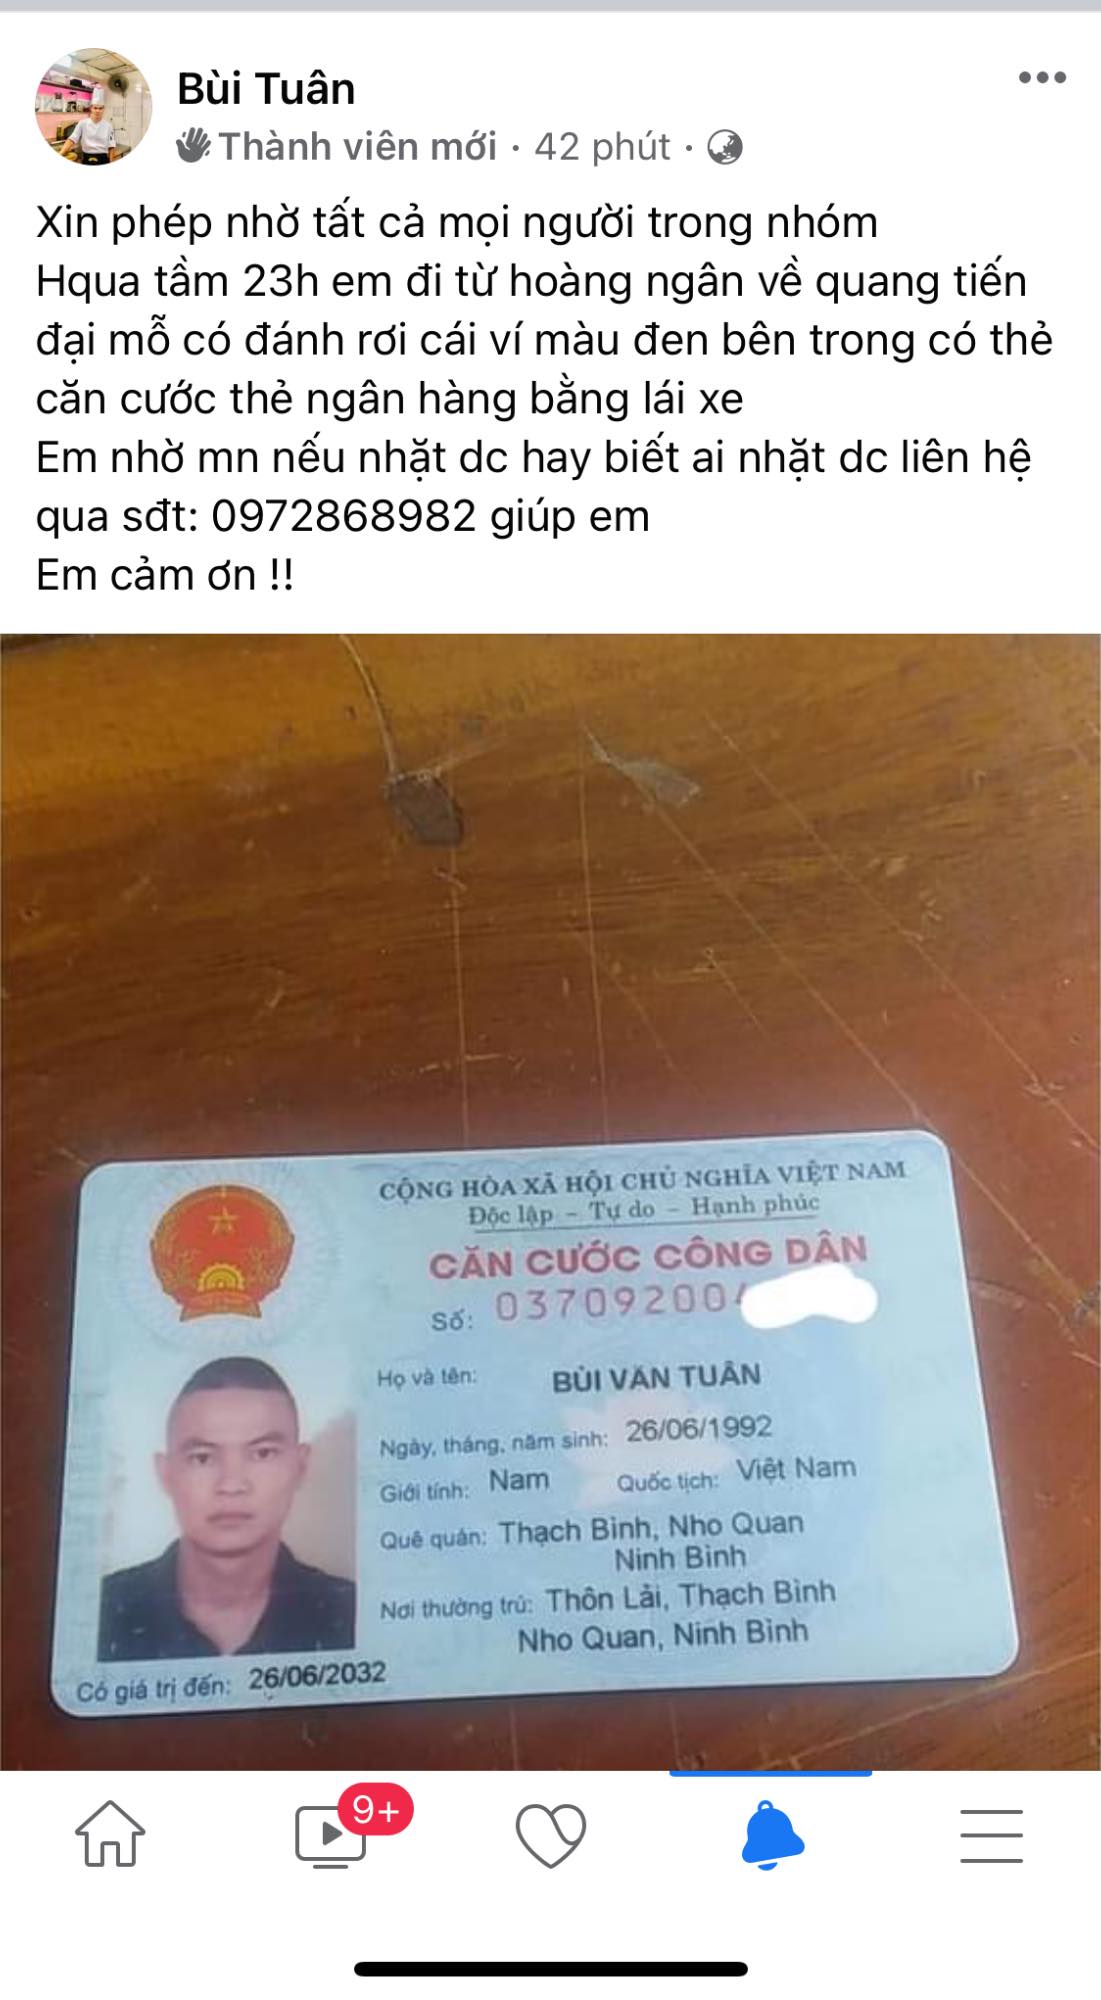 Bùi Tuân
Thành viên mới · 42 phút ·
Xin phép nhờ tất cả mọi người trong nhóm
Hqua tầm 23h em đi từ hoàng ngân về quang tiến
đại mỗ có đánh rơi cái ví màu đen bên trong có thẻ
căn cước thẻ ngân hàng bằng lái xe
Em nhờ mn nếu nhặt dc hay biết ai nhặt dc liên hệ
qua sđt: 0972868982 giúp em
Em cảm ơn !!
CỘNG HÒA XÃ HỘI CHỦ NGHĨA VIỆT NAM
Độc lập - Tự do - Hạnh phúc
CĂN CƯỚC CÔNG DÂN
Số: 037092004
Họ và tên: BÙI VĂN TUÂN
Ngày, tháng, năm sinh: 26/06/1992
Giới tính: Nam Quốc tịch: Việt Nam
Quê quán: Thạch Bình, Nho Quan
Ninh Bình
Nơi thường trú: Thôn Lải, Thạch Bình
Nho Quan, Ninh Bình
Có giá trị đến: 26/06/2032
9+